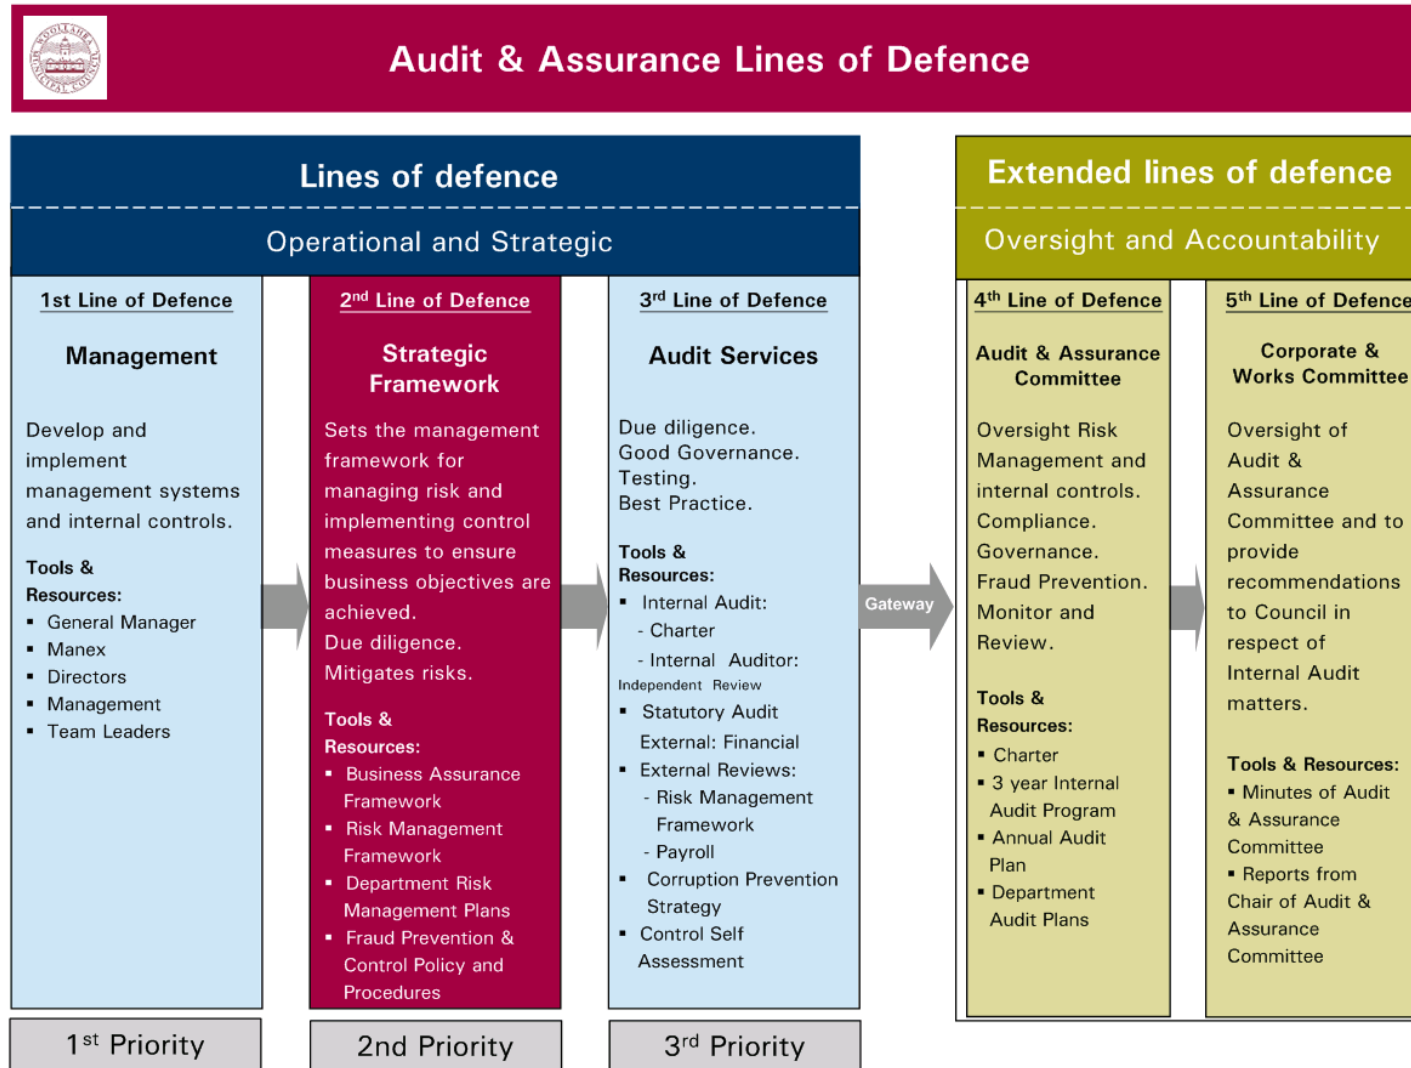 WOOLLAHRA
MUNICIPAL COUNCIL
Audit & Assurance Lines of Defence
Lines of defence
Operational and Strategic
Extended lines of defence
Oversight and Accountability
1st Line of Defence
Management
Develop and
implement
management systems
and internal controls.
Tools &
Resources:
▪ General Manager
▪ Manex
▪ Directors
▪ Management
▪ Team Leaders
1st Priority
2nd Line of Defence
Strategic
Framework
Sets the management
framework for
managing risk and
implementing control
measures to ensure
business objectives are
achieved.
Due diligence.
Mitigates risks.
Tools &
Resources:
▪ Business Assurance
Framework
▪ Risk Management
Framework
▪ Department Risk
Management Plans
▪ Fraud Prevention &
Control Policy and
Procedures
2nd Priority
3rd Line of Defence
Audit Services
Due diligence.
Good Governance.
Testing.
Best Practice.
Tools &
Resources:
▪ Internal Audit:
- Charter
- Internal Auditor:
Independent Review
▪ Statutory Audit
External: Financial
▪ External Reviews:
- Risk Management
Framework
- Payroll
▪ Corruption Prevention
Strategy
▪ Control Self
Assessment
3rd Priority
Gateway
4th Line of Defence
Audit & Assurance
Committee
Oversight Risk
Management and
internal controls.
Compliance.
Governance.
Fraud Prevention.
Monitor and
Review.
Tools &
Resources:
▪ Charter
▪ 3 year Internal
Audit Program
▪ Annual Audit
Plan
▪ Department
Audit Plans
5th Line of Defence
Corporate &
Works Committee
Oversight of
Audit &
Assurance
Committee and to
provide
recommendations
to Council in
respect of
Internal Audit
matters.
Tools & Resources:
▪ Minutes of Audit
& Assurance
Committee
▪ Reports from
Chair of Audit &
Assurance
Committee